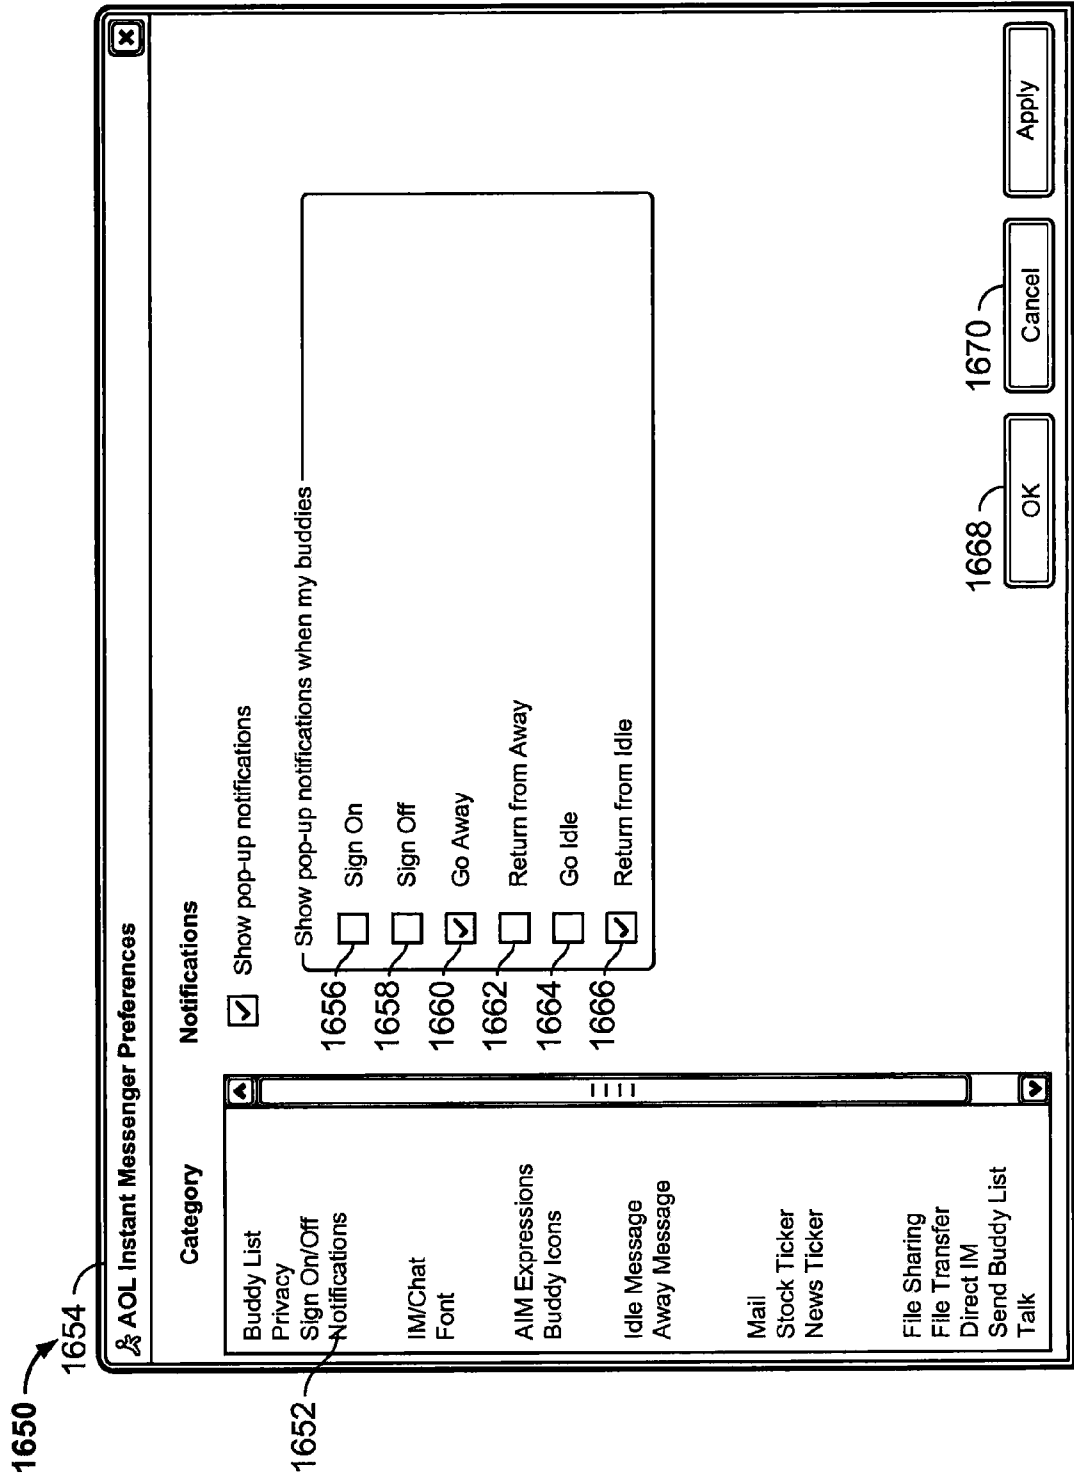 1650
1654
AOL Instant Messenger Preferences
Category
Buddy List
Privacy
Sign On/Off
Notifications
1652
IM/Chat
Font
AIM Expressions
Buddy Icons
Idle Message
Away Message
Mail
Stock Ticker
News Ticker
File Sharing
File Transfer
Direct IM
Send Buddy List
Talk
Notifications
Show pop-up notifications
Show pop-up notifications when my buddies
1656 Sign On
1658 Sign Off
1660 Go Away
1662 Return from Away
1664 Go Idle
1666 Return from Idle
1668
1670
OK
Cancel
Apply